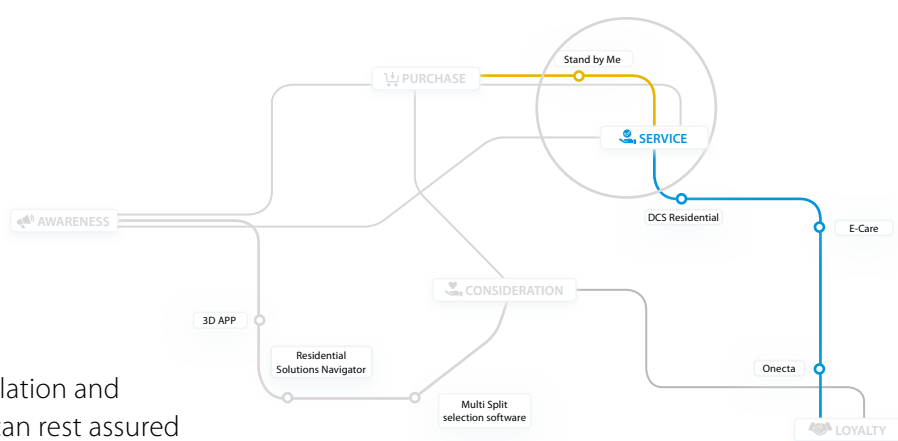 Stand by Me
PURCHASE
SERVICE
AWARENESS
DCS Residential
E-Care
CONSIDERATION
3D APP
Residential
Solutions Navigator
Onecta
Multi Split
selection software
lation and
can rest assured
LOYALTY